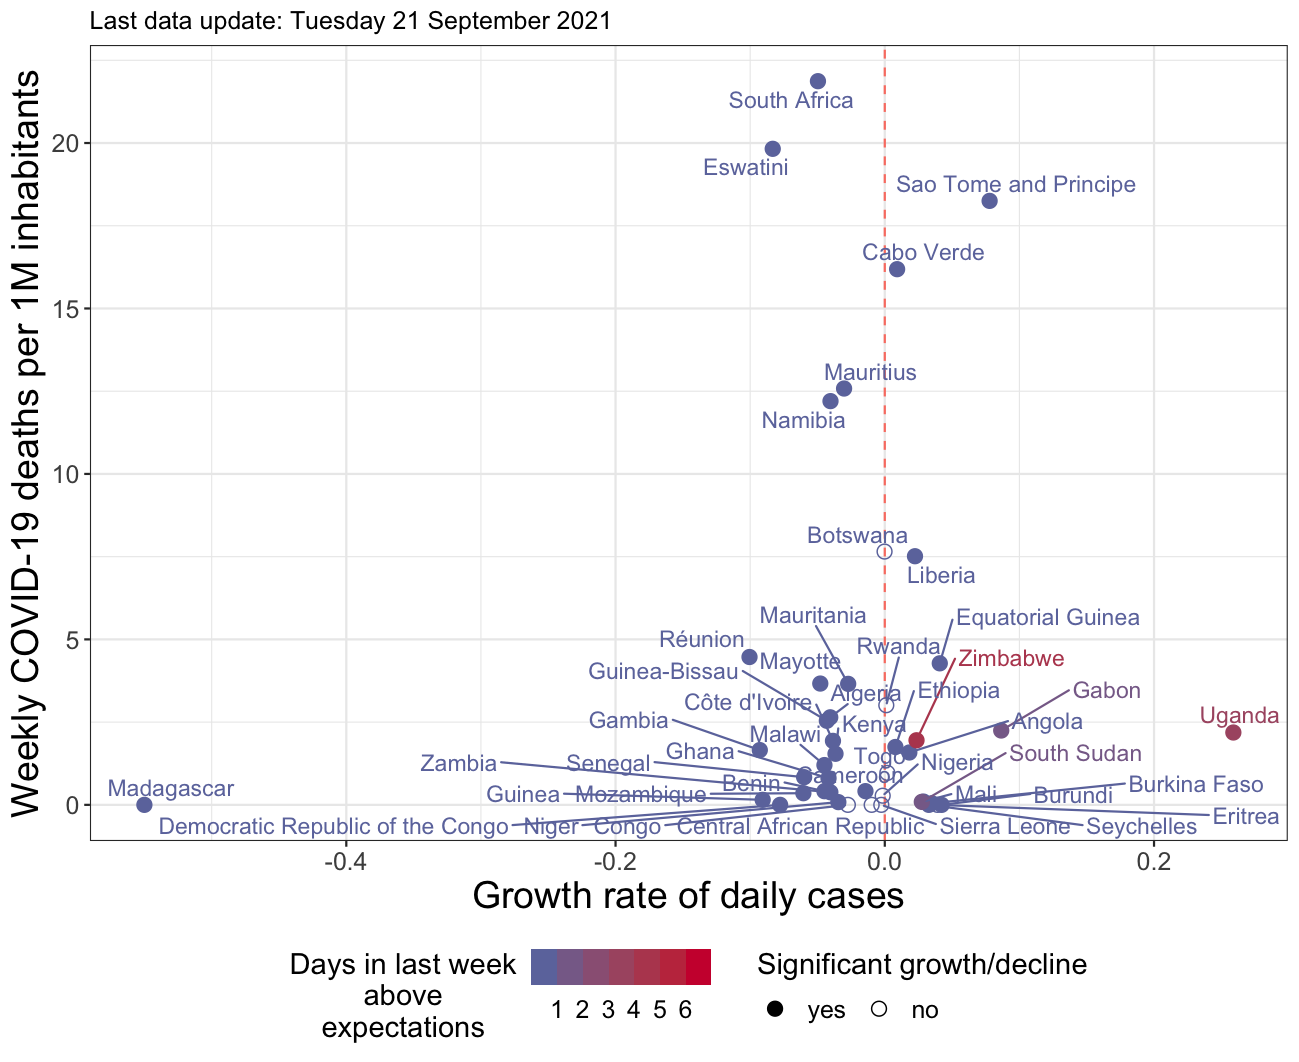 Last data update: Tuesday 21 September 2021
Weekly COVID-19 deaths per 1M inhabitants
20
15
10
5
0
South Africa
Eswatini
Sao Tome and Principe
Cabo Verde
Mauritius
Namibia
Botswana
Liberia
Mauritania
Equatorial Guinea
Réunion
Rwanda
Mayotte
Zimbabwe
Guinea-Bissau
Algeria
Ethiopia
Gabon
Côte d'Ivoire
Uganda
Gambia
Kenya
Angola
Malawi
Ghana
Togo
South Sudan
Zambia
Senegal
Nigeria
Cameroon
Benin
Madagascar
Burkina Faso
Guinea
Mozambique
Mali
Burundi
Eritrea
Democratic Republic of the Congo
Niger
Congo
Central African Republic
Sierra Leone
Seychelles
-0.4
-0.2
0.0
0.2
Growth rate of daily cases
Days in last week
above
expectations
1 2 3 4 5 6
Significant growth/decline
yes
no